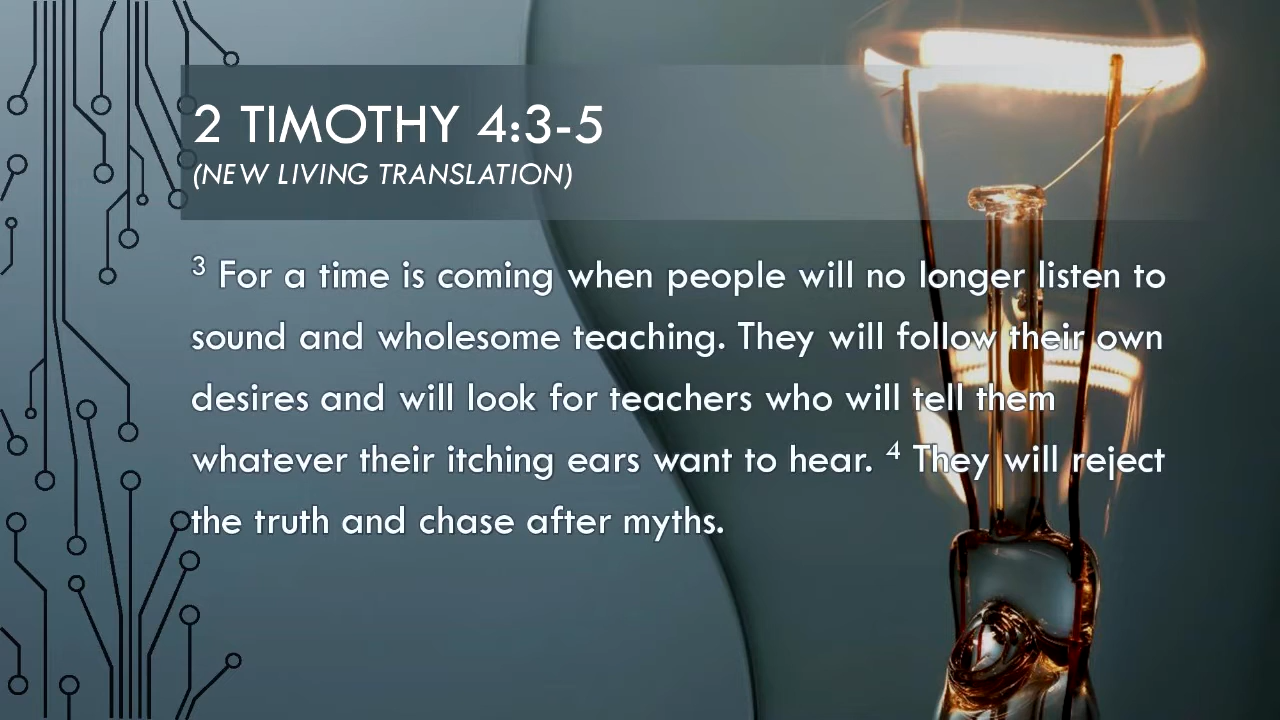 2 TIMOTHY 4:3-5
(NEW LIVING TRANSLATION)
3 For a time is coming when people will no longer listen to
sound and wholesome teaching. They will follow their own
desires and will look for teachers who will tell them
whatever their itching ears want to hear. 4 They will reject
the truth and chase after myths.